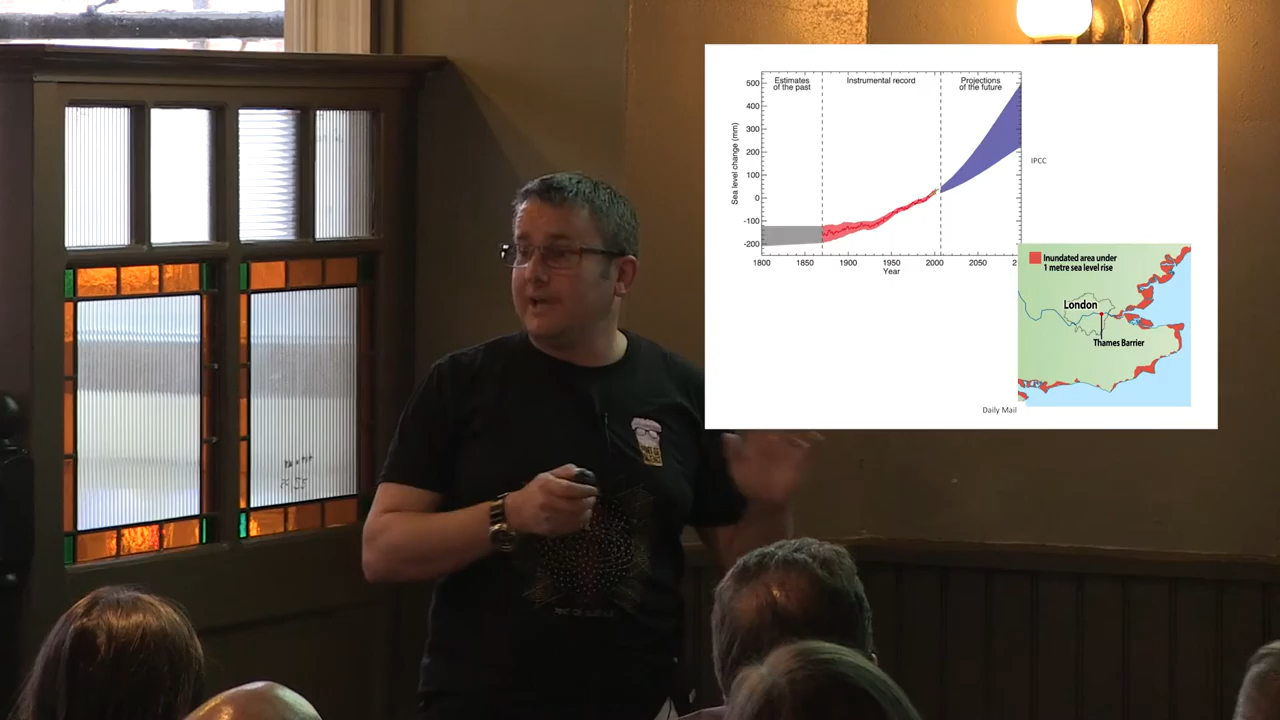 Estimates
of the past
Instrumental record
Projections
of the future
Sea level change (mm)
500
400
300
200
100
0
-100
-200
1800
1850
1900
1950
2000
2050
2
Year
IPCC
Inundated area under
1 metre sea level rise
London
Thames Barrier
Daily Mail